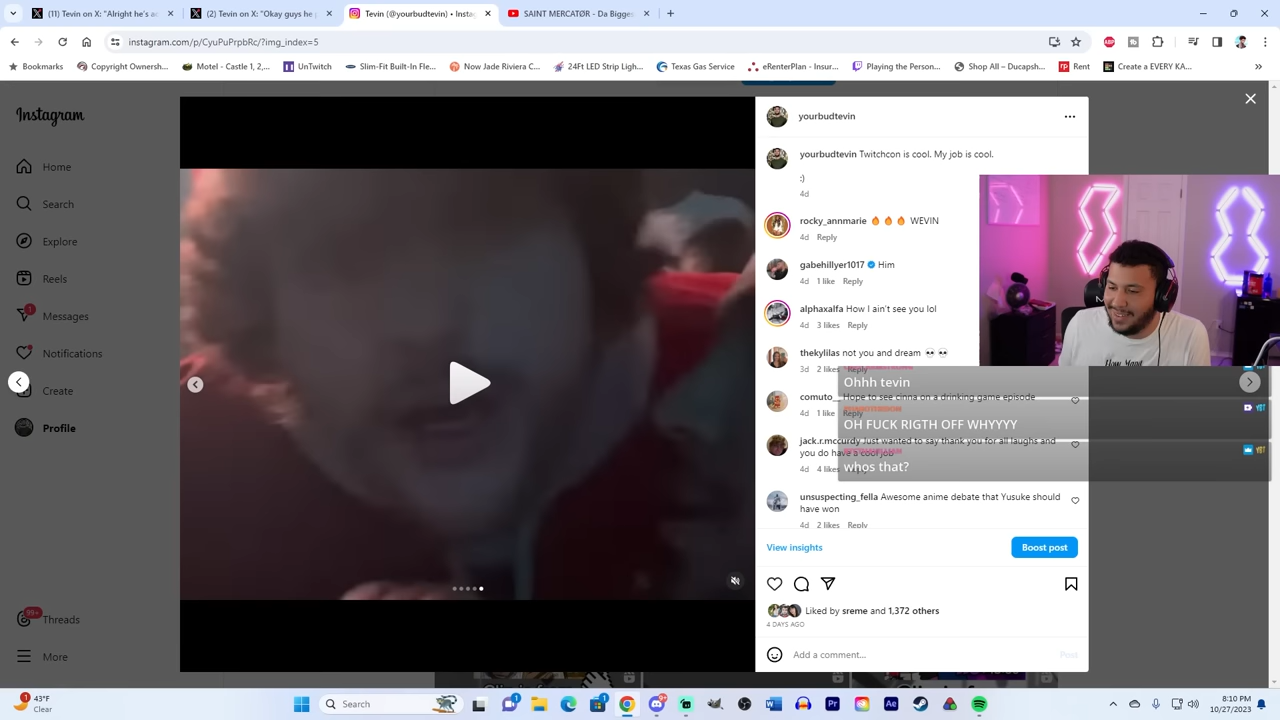 (11) Tevin on X: "Alright he's ac
(2) Tevin on X: "Okay guys he g
Tevin (@yourbudtevin) • Instag
SAINT MERCATØR - Da Bigges
instagram.com/p/CyuPuPrpbRc/?img_index=5
Bookmarks
Copyright Ownersh...
Motel - Castle 1, 2,...
UnTwitch
Slim-Fit Built-In Fle...
Now Jade Riviera C...
24Ft LED Strip Ligh...
Texas Gas Service
eRenterPlan - Insur...
Playing the Person...
Shop All – Ducapsh...
Rent
Create a EVERY KA...
Instagram
Home
Search
Explore
Reels
1
Messages
Notifications
Create
Profile
99+
Threads
More
yourbudtevin
yourbudtevin Twitchcon is cool. My job is cool.
:)
4d
rocky_annmarie 🔥 🔥 🔥 WEVIN
4d Reply
gabehillyer1017 Him
4d 1 like Reply
alphaxalfa How I ain't see you lol
4d 3 likes Reply
thekylilas not you and dream 💀 💀
3d 2 likes Reply
Ohhh tevin
comuto_ Hope to see cinna on a drinking game episode
4d 1 like Reply
OH FUCK RIGTH OFF WHYYYY
jack.r.mccurdy Just wanted to say thank you for all laughs and
you do have a cool job
4d 4 likes Reply
whos that?
unsuspecting_fella Awesome anime debate that Yusuke should
have won
4d 2 likes Reply
View insights
Boost post
Liked by sreme and 1,372 others
4 DAYS AGO
Add a comment...
Post
43°F
Clear
Search
8:10 PM
10/27/2023